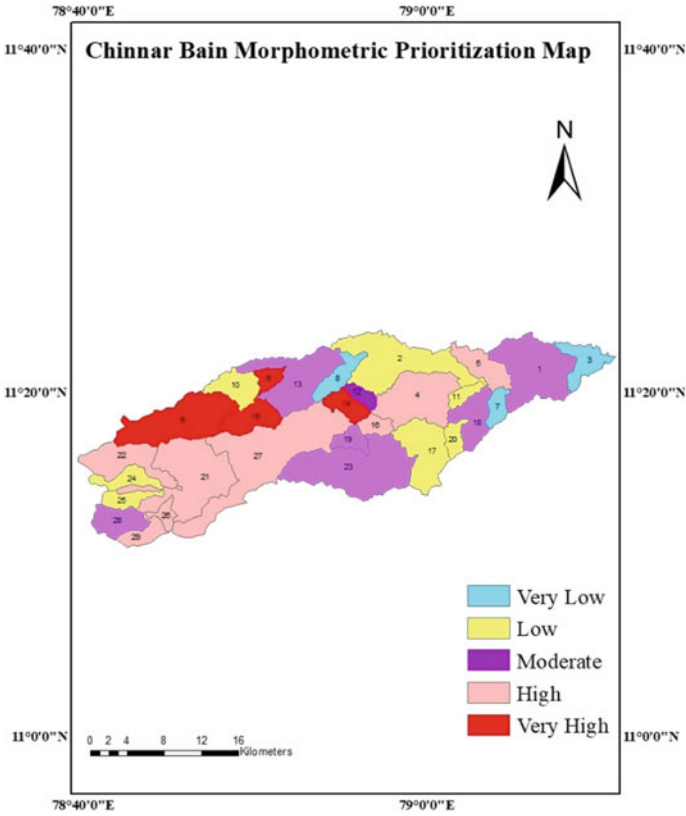 78°40'0"E 79°0'0"E
11°40'0"N 11°40'0"N
Chinnar Bain Morphometric Prioritization Map
N
2
3
5
1
13
8
10
12
4
11
11°20'0"N 11°20'0"N
14
7
16
18
19
20
17
22
27
23
21
24
25
26
28
29
Very Low
Low
Moderate
High
Very High
11°0'0"N 11°0'0"N
0 2 4 8 12 16
Kilometers
78°40'0"E 79°0'0"E